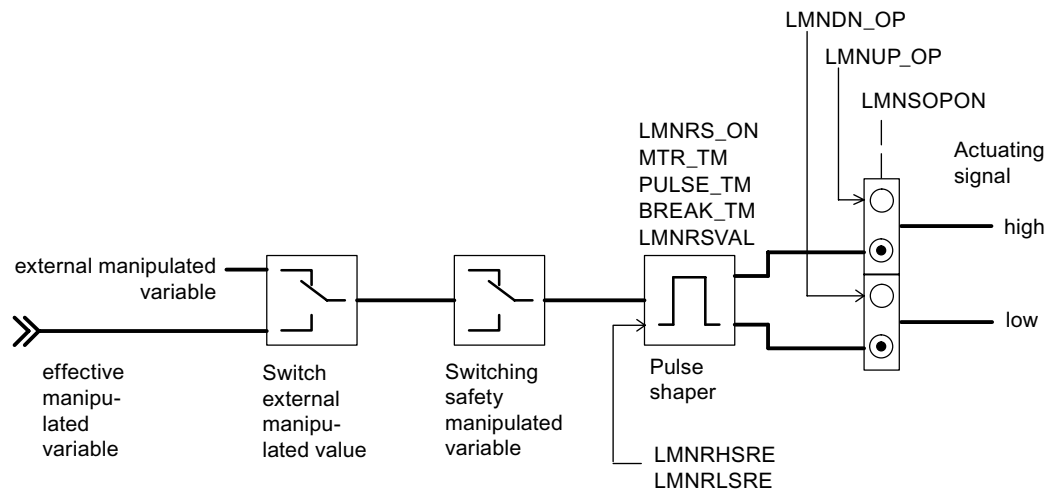 LMNDN_OP
LMNUP_OP
LMNSOPON
LMNRS_ON
MTR_TM
PULSE_TM
BREAK_TM
LMNRSVAL
Actuating
signal
high
low
external manipulated
variable
effective
manipu-
lated
variable
Switch
external
manipu-
lated value
Switching
safety
manipulated
variable
Pulse
shaper
LMNRHSRE
LMNRLSRE